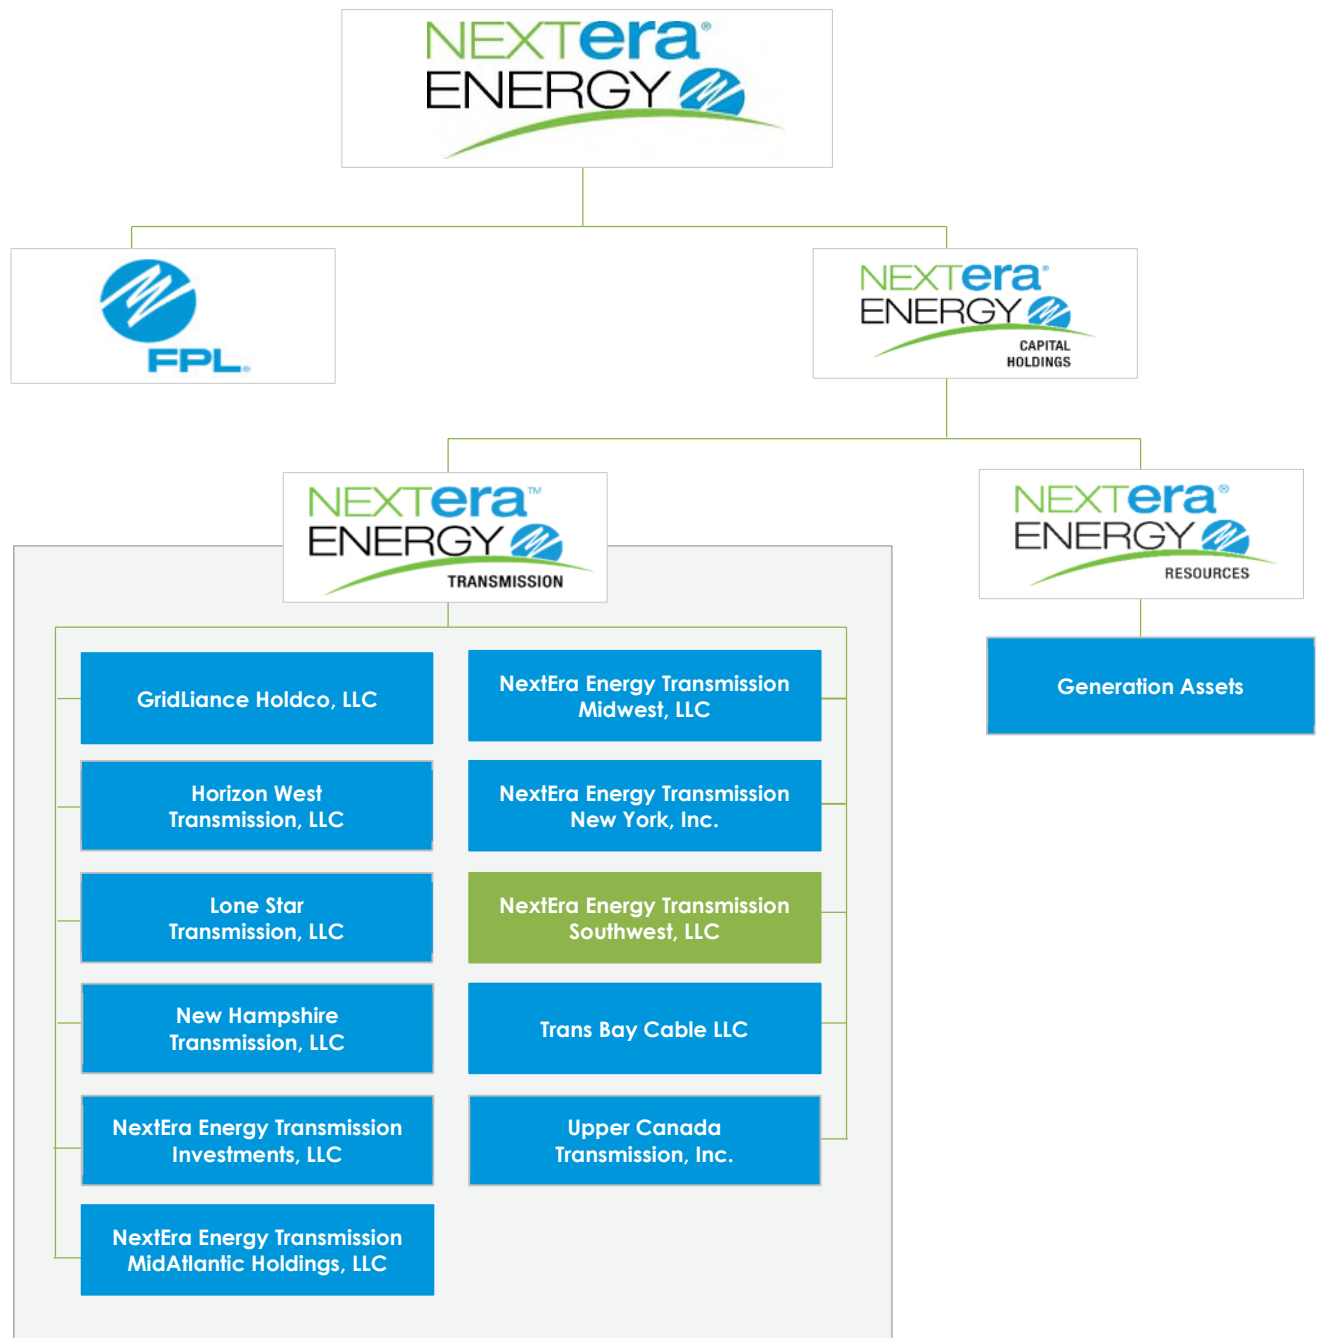 NEXTera®
ENERGY
FPL®
NEXTera®
ENERGY
CAPITAL
HOLDINGS
NEXTera™
ENERGY
TRANSMISSION
NEXTera®
ENERGY
RESOURCES
GridLiance Holdco, LLC
Horizon West
Transmission, LLC
Lone Star
Transmission, LLC
New Hampshire
Transmission, LLC
NextEra Energy Transmission
Investments, LLC
NextEra Energy Transmission
MidAtlantic Holdings, LLC
NextEra Energy Transmission
Midwest, LLC
NextEra Energy Transmission
New York, Inc.
NextEra Energy Transmission
Southwest, LLC
Trans Bay Cable LLC
Upper Canada
Transmission, Inc.
Generation Assets